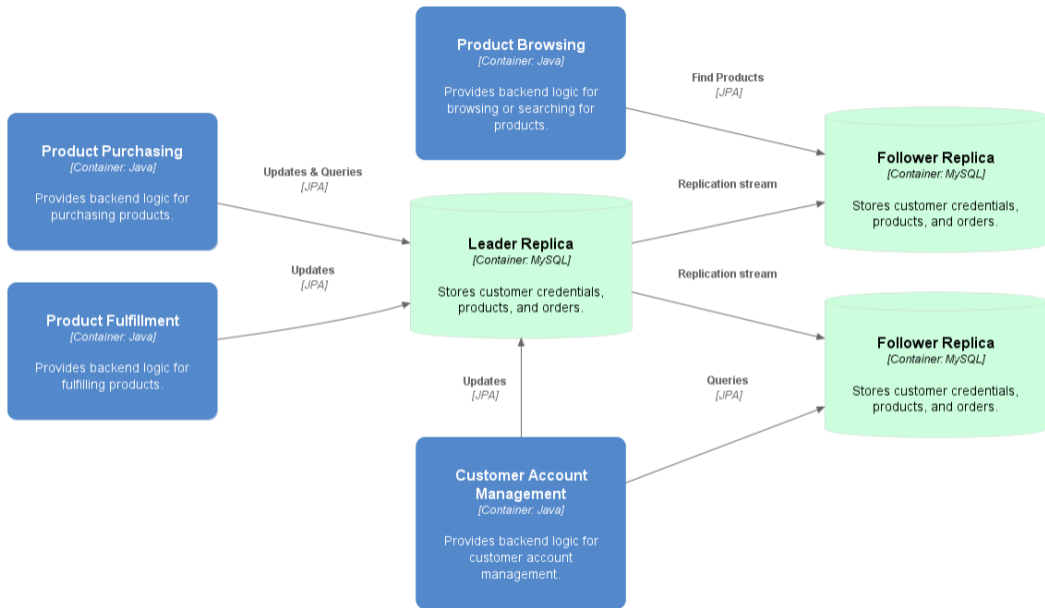 Product Browsing
[Container: Java]
Provides backend logic for
browsing or searching for
products.
Find Products
[JPA]
Product Purchasing
[Container: Java]
Provides backend logic for
purchasing products.
Updates & Queries
[JPA]
Follower Replica
[Container: MySQL]
Stores customer credentials,
products, and orders.
Replication stream
Leader Replica
[Container: MySQL]
Stores customer credentials,
products, and orders.
Updates
[JPA]
Replication stream
Product Fulfillment
[Container: Java]
Provides backend logic for
fulfilling products.
Follower Replica
[Container: MySQL]
Stores customer credentials,
products, and orders.
Updates
[JPA]
Queries
[JPA]
Customer Account
Management
[Container: Java]
Provides backend logic for
customer account
management.